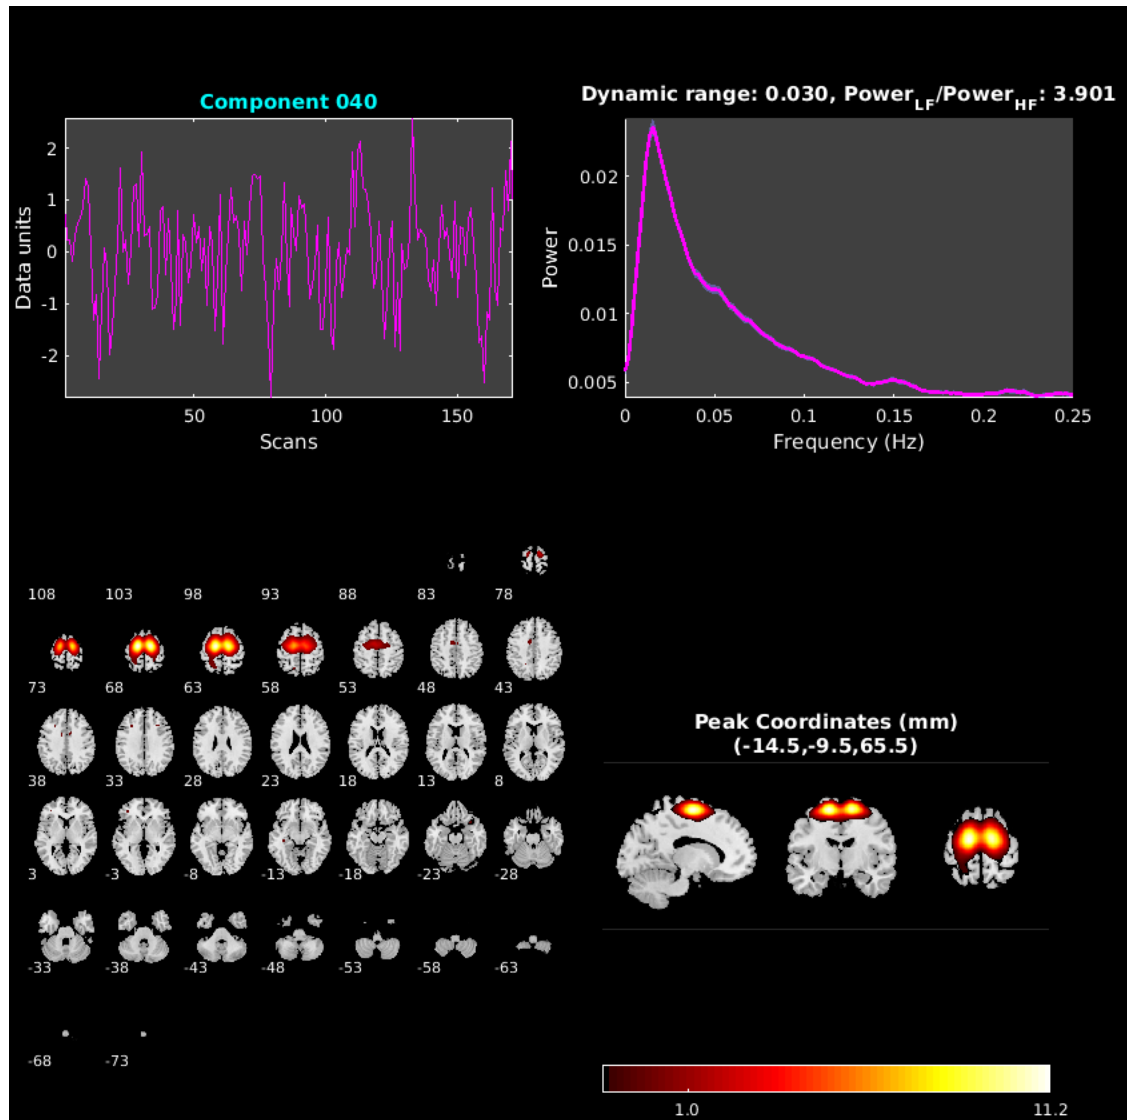 Component 040
Data units
2
1
0
-1
-2
50 100 150
Scans
Dynamic range: 0.030, Power_LF/Power_HF: 3.901
Power
0.02
0.015
0.01
0.005
0 0.05 0.1 0.15 0.2 0.25
Frequency (Hz)
108 103 98 93 88 83 78
73 68 63 58 53 48 43
38 33 28 23 18 13 8
3 -3 -8 -13 -18 -23 -28
-33 -38 -43 -48 -53 -58 -63
-68 -73
Peak Coordinates (mm)
(-14.5,-9.5,65.5)
1.0 11.2